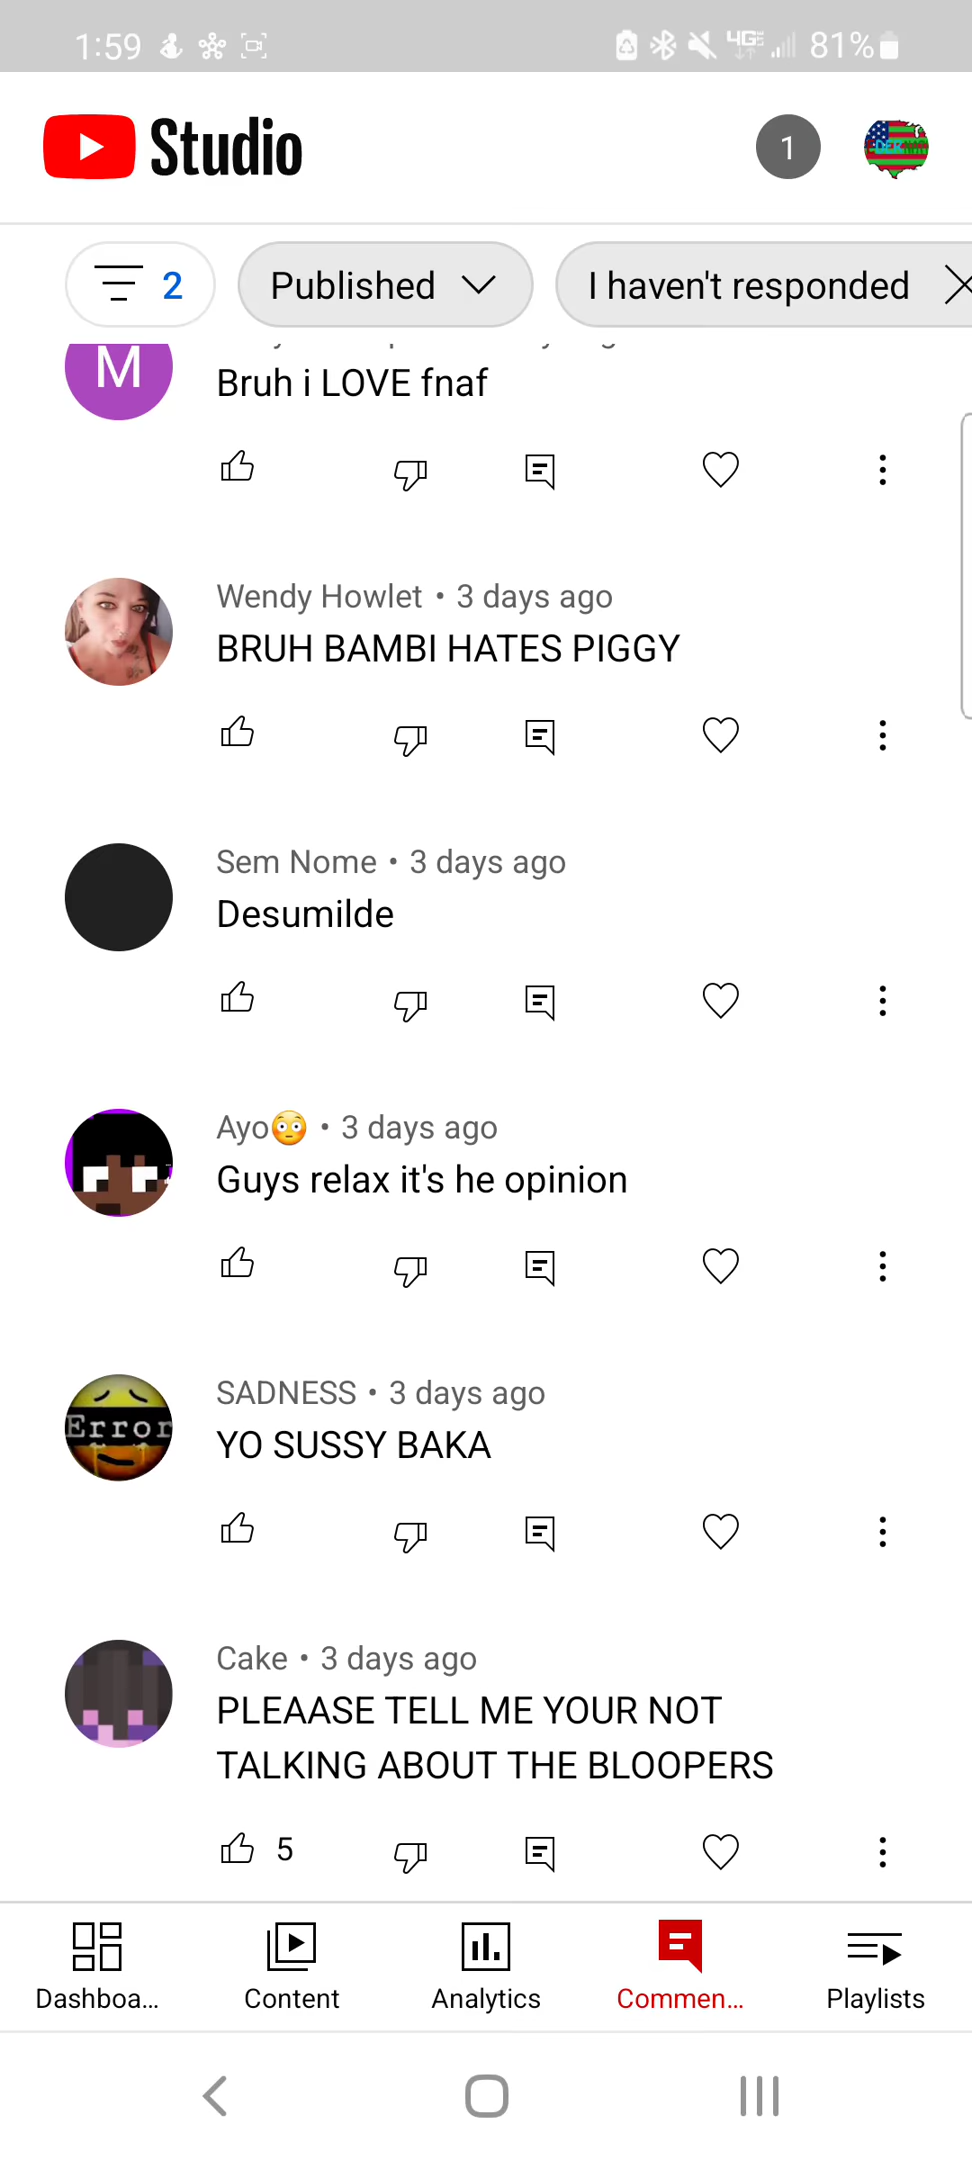 1:59 4GE 81%
Studio 1
2 Published I haven't responded
M
Bruh i LOVE fnaf
Wendy Howlet • 3 days ago
BRUH BAMBI HATES PIGGY
Sem Nome • 3 days ago
Desumilde
Ayo😳 • 3 days ago
Guys relax it's he opinion
Error
SADNESS • 3 days ago
YO SUSSY BAKA
Cake • 3 days ago
PLEAASE TELL ME YOUR NOT
TALKING ABOUT THE BLOOPERS
5
Dashboa... Content Analytics Commen... Playlists